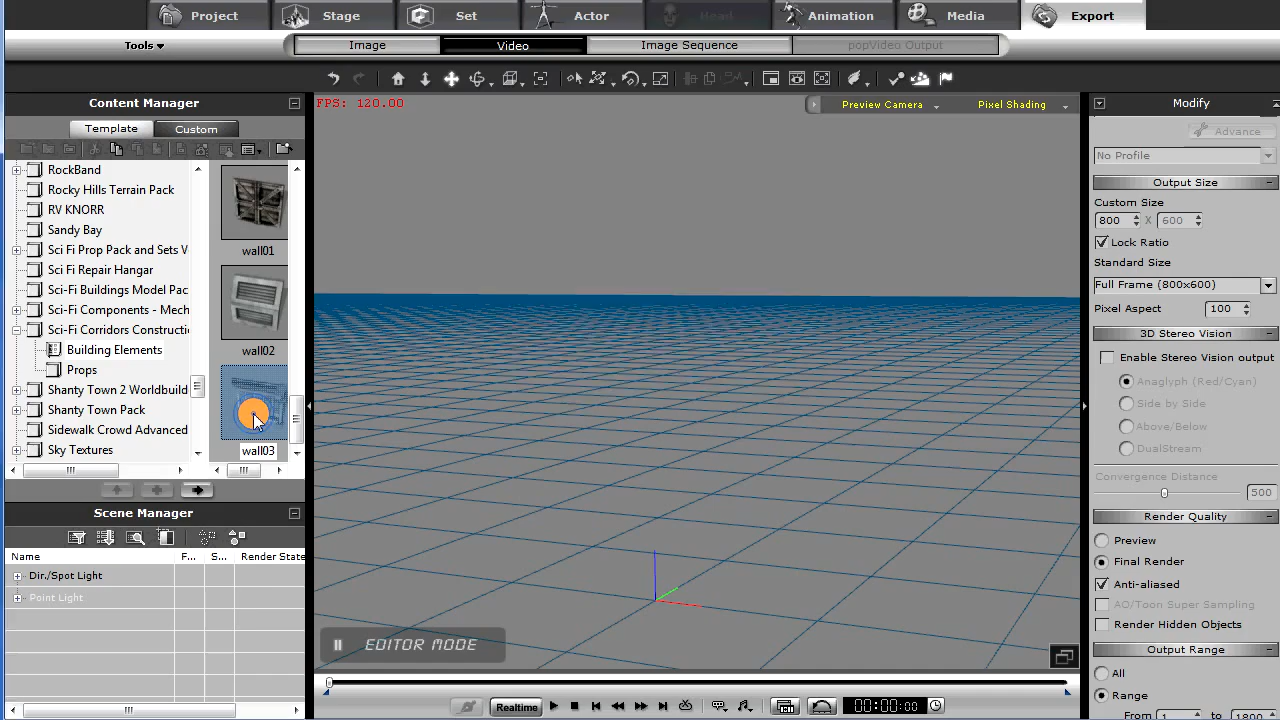 Project Stage Set Actor Head Animation Media Export
Tools Image Video Image Sequence popVideo Output
Content Manager
Template Custom
RockBand
Rocky Hills Terrain Pack
RV KNORR
Sandy Bay
Sci Fi Prop Pack and Sets V
Sci Fi Repair Hangar
Sci-Fi Buildings Model Pac
Sci-Fi Components - Mech
Sci-Fi Corridors Constructi
Building Elements
Props
Shanty Town 2 Worldbuild
Shanty Town Pack
Sidewalk Crowd Advanced
Sky Textures
wall01
wall02
wall03
Scene Manager
Name F... S... Render State
Dir./Spot Light
Point Light
FPS: 120.00
Preview Camera Pixel Shading
EDITOR MODE
Realtime 00:00:00
Modify
Advance
No Profile
Output Size
Custom Size
800 X 600
Lock Ratio
Standard Size
Full Frame (800x600)
Pixel Aspect 100
3D Stereo Vision
Enable Stereo Vision output
Anaglyph (Red/Cyan)
Side by Side
Above/Below
DualStream
Convergence Distance
500
Render Quality
Preview
Final Render
Anti-aliased
AO/Toon Super Sampling
Render Hidden Objects
Output Range
All
Range
From 1 to 1800